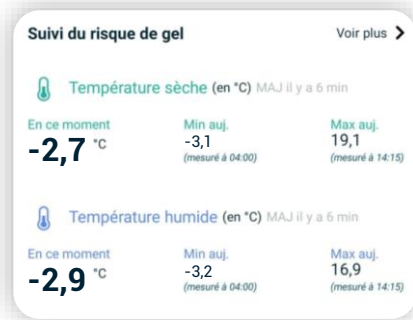 Suivi du risque de gel Voir plus
Température sèche (en °C) MAJ il y a 6 min
En ce moment Min auj. Max auj.
-2,7 °C -3,1 19,1
(mesuré à 04:00) (mesuré à 14:15)
Température humide (en °C) MAJ il y a 6 min
En ce moment Min auj. Max auj.
-2,9 °C -3,2 16,9
(mesuré à 04:00) (mesuré à 14:15)